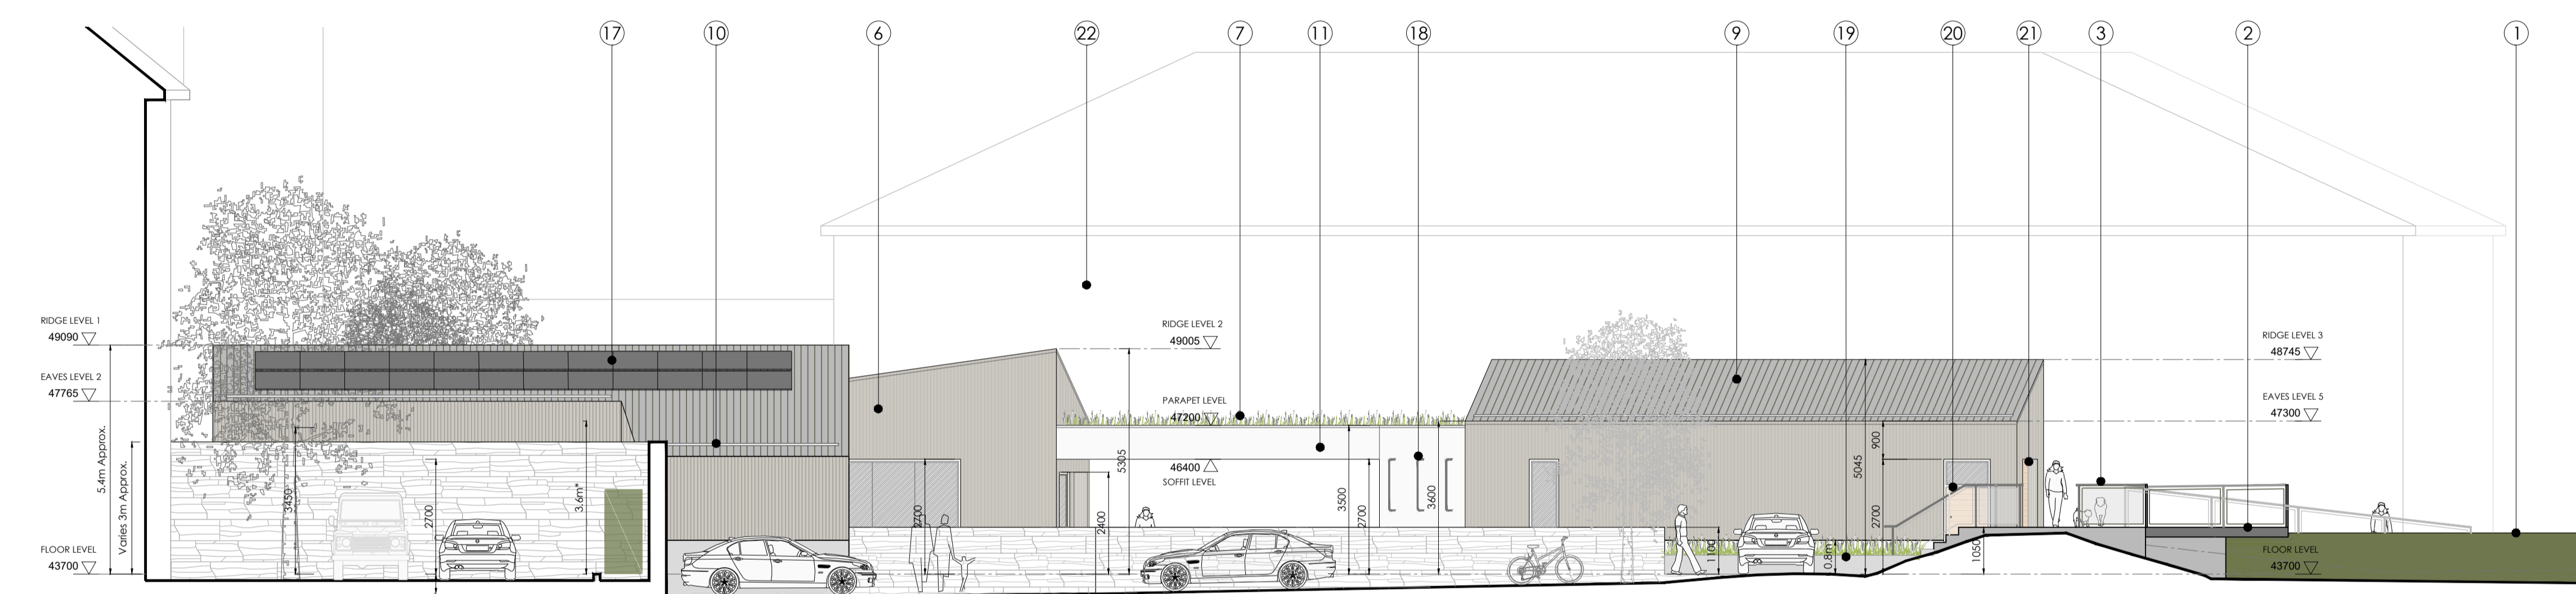 17
10
6
22
7
11
18
9
19
20
21
3
2
1
RIDGE LEVEL 1
49090
EAVES LEVEL 2
47765
FLOOR LEVEL
43700
5.4m Approx.
Varies 3m Approx.
3450
2700
3.6m*
2700
2400
5305
RIDGE LEVEL 2
49005
PARAPET LEVEL
47200
46400
SOFFIT LEVEL
3500
2700
3600
1100
0.8m
5045
900
2700
1050
RIDGE LEVEL 3
48745
EAVES LEVEL 5
47300
FLOOR LEVEL
43700